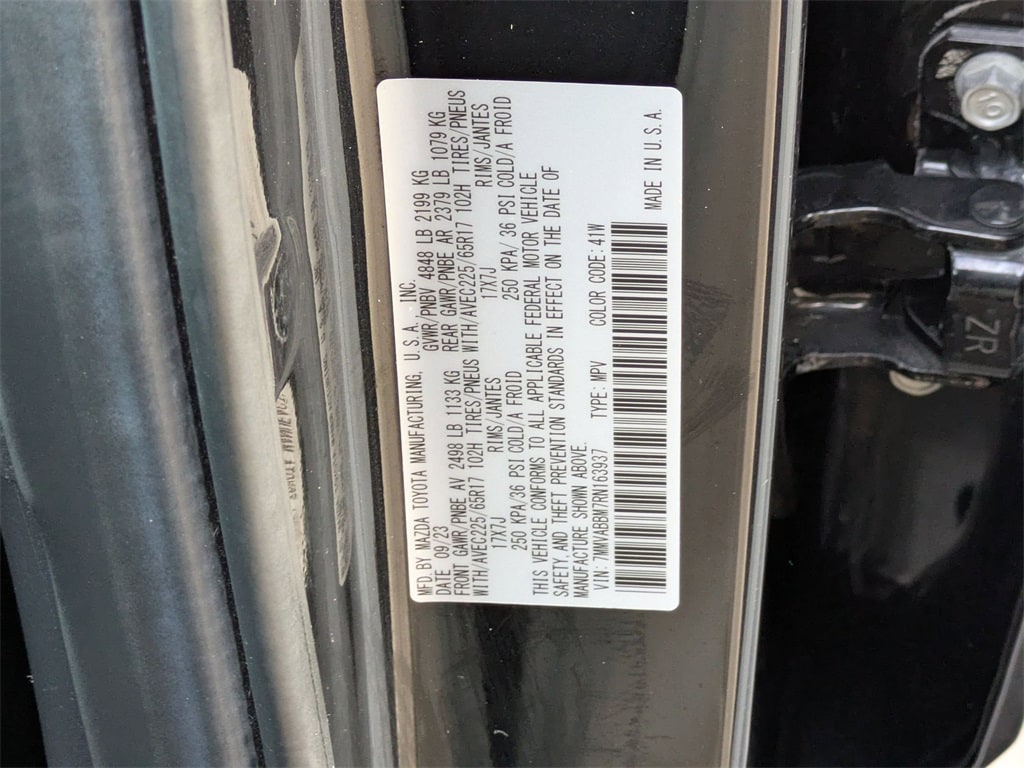 MFD.BY MAZDA TOYOTA MANUFACTURING, U.S.A., INC.
DATE 09/23 GVWR/PNBV 4848 LB 2199 KG
FRONT GAWR/PNBE AV 2498 LB 1133 KG REAR GAWR/PNBE AR 2379 LB 1079 KG
WITH/AVEC225/65R17 102H TIRES/PNEUS WITH/AVEC225/65R17 102H TIRES/PNEUS
17X7J RIMS/JANTES 17X7J RIMS/JANTES
250 KPA/36 PSI COLD/A FROID 250 KPA/ 36 PSI COLD/A FROID
THIS VEHICLE CONFORMS TO ALL APPLICABLE FEDERAL MOTOR VEHICLE
SAFETY, AND THEFT PREVENTION STANDARDS IN EFFECT ON THE DATE OF
MANUFACTURE SHOWN ABOVE.
VIN: 7MMVABBM7RN163937 TYPE: MPV COLOR CODE: 41W
MADE IN U.S.A.
ZR